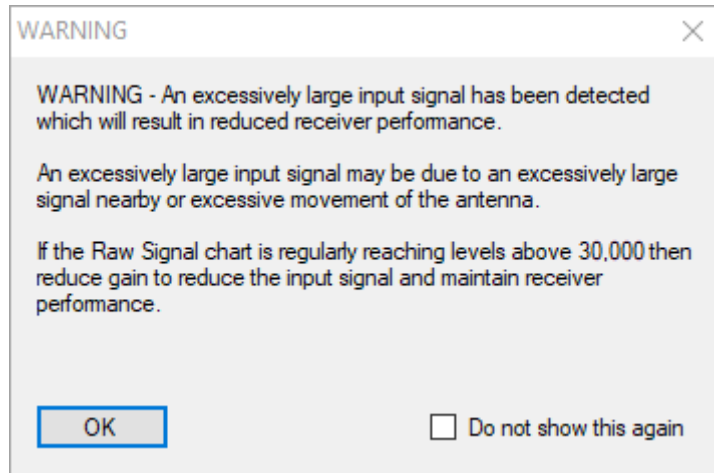 WARNING
WARNING - An excessively large input signal has been detected
which will result in reduced receiver performance.
An excessively large input signal may be due to an excessively large
signal nearby or excessive movement of the antenna.
If the Raw Signal chart is regularly reaching levels above 30,000 then
reduce gain to reduce the input signal and maintain receiver
performance.
OK
Do not show this again